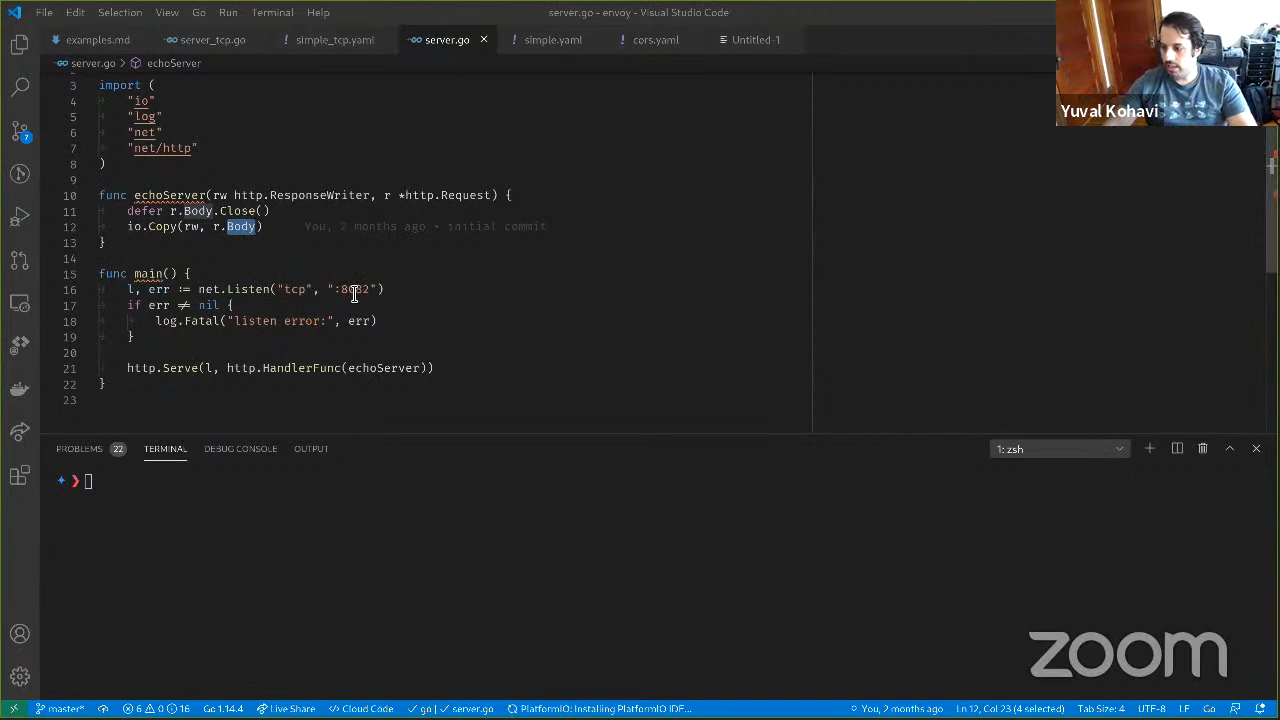 File Edit Selection View Go Run Terminal Help server.go - envoy - Visual Studio Code
examples.md server_tcp.go ! simple_tcp.yaml server.go × ! simple.yaml ! cors.yaml Untitled-1
server.go > echoServer
3 import (
4 "io"
5 "log"
6 "net"
7 "net/http"
8 )
9
10 func echoServer(rw http.ResponseWriter, r *http.Request) {
11 defer r.Body.Close()
12 io.Copy(rw, r.Body) You, 2 months ago • initial commit
13 }
14
15 func main() {
16 l, err := net.Listen("tcp", ":8082")
17 if err ≠ nil {
18 log.Fatal("listen error:", err)
19 }
20
21 http.Serve(l, http.HandlerFunc(echoServer))
22 }
23
Yuval Kohavi
7
PROBLEMS 22 TERMINAL DEBUG CONSOLE OUTPUT 1: zsh
zoom
master* 6 0 16 Go 1.14.4 Live Share Cloud Code go | ✓ server.go PlatformIO: Installing PlatformIO IDE... You, 2 months ago Ln 12, Col 23 (4 selected) Tab Size: 4 UTF-8 LF Go